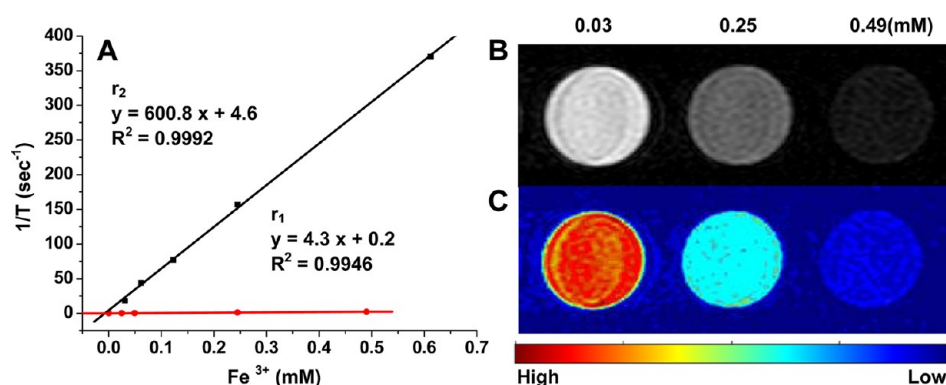 A
r₂
y = 600.8 x + 4.6
R² = 0.9992
r₁
y = 4.3 x + 0.2
R² = 0.9946
1/T (sec⁻¹)
400
350
300
250
200
150
100
50
0
0.0 0.1 0.2 0.3 0.4 0.5 0.6 0.7
Fe ³⁺ (mM)
0.03 0.25 0.49(mM)
B
C
High Low